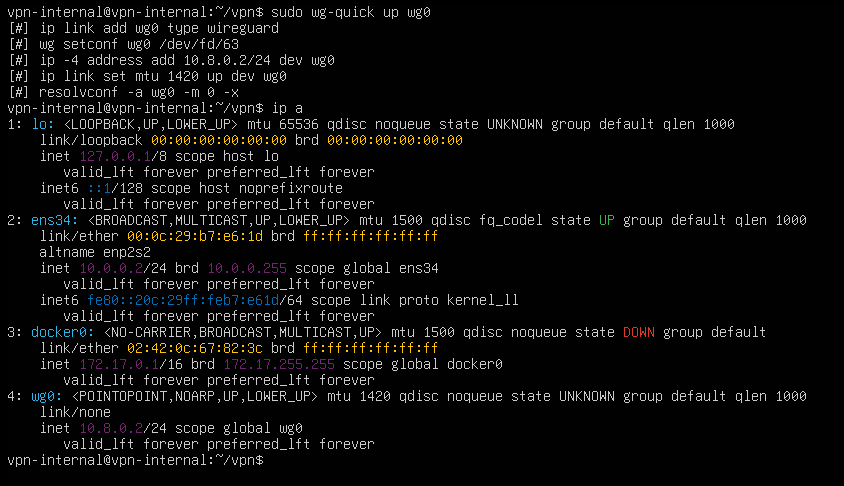 vpn-internal@vpn-internal:~/vpn$ sudo wg-quick up wg0
[#] ip link add wg0 type wireguard
[#] wg setconf wg0 /dev/fd/63
[#] ip -4 address add 10.8.0.2/24 dev wg0
[#] ip link set mtu 1420 up dev wg0
[#] resolvconf -a wg0 -m 0 -x
vpn-internal@vpn-internal:~/vpn$ ip a
1: lo: <LOOPBACK,UP,LOWER_UP> mtu 65536 qdisc noqueue state UNKNOWN group default qlen 1000
    link/loopback 00:00:00:00:00:00 brd 00:00:00:00:00:00
    inet 127.0.0.1/8 scope host lo
       valid_lft forever preferred_lft forever
    inet6 ::1/128 scope host noprefixroute
       valid_lft forever preferred_lft forever
2: ens34: <BROADCAST,MULTICAST,UP,LOWER_UP> mtu 1500 qdisc fq_codel state UP group default qlen 1000
    link/ether 00:0c:29:b7:e6:1d brd ff:ff:ff:ff:ff:ff
    altname enp2s2
    inet 10.0.0.2/24 brd 10.0.0.255 scope global ens34
       valid_lft forever preferred_lft forever
    inet6 fe80::20c:29ff:feb7:e61d/64 scope link proto kernel_ll
       valid_lft forever preferred_lft forever
3: docker0: <NO-CARRIER,BROADCAST,MULTICAST,UP> mtu 1500 qdisc noqueue state DOWN group default
    link/ether 02:42:0c:67:82:3c brd ff:ff:ff:ff:ff:ff
    inet 172.17.0.1/16 brd 172.17.255.255 scope global docker0
       valid_lft forever preferred_lft forever
4: wg0: <POINTOPOINT,NOARP,UP,LOWER_UP> mtu 1420 qdisc noqueue state UNKNOWN group default qlen 1000
    link/none
    inet 10.8.0.2/24 scope global wg0
       valid_lft forever preferred_lft forever
vpn-internal@vpn-internal:~/vpn$